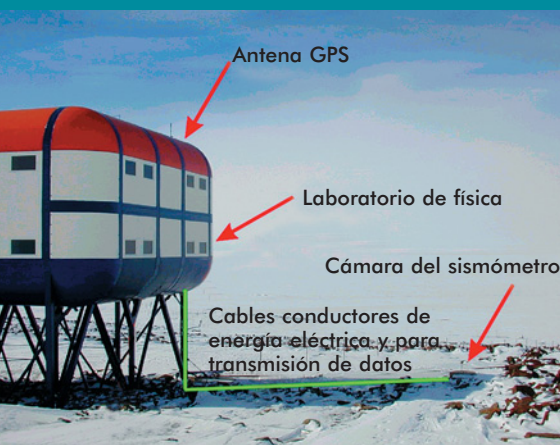 Antena GPS
Laboratorio de física
Cámara del sismómetro
Cables conductores de
energía eléctrica y para
transmisión de datos